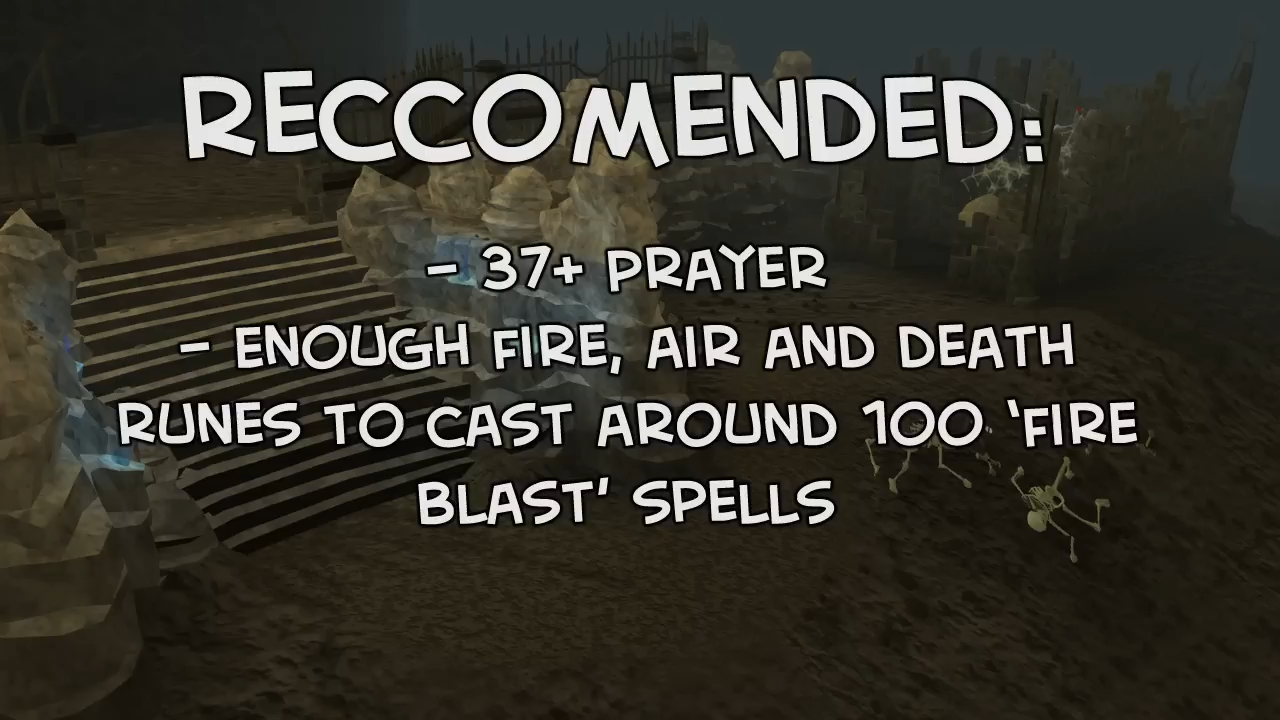 RECCOMENDED:
- 37+ PRAYER
- ENOUGH FIRE, AIR AND DEATH
RUNES TO CAST AROUND 100 'FIRE
BLAST' SPELLS